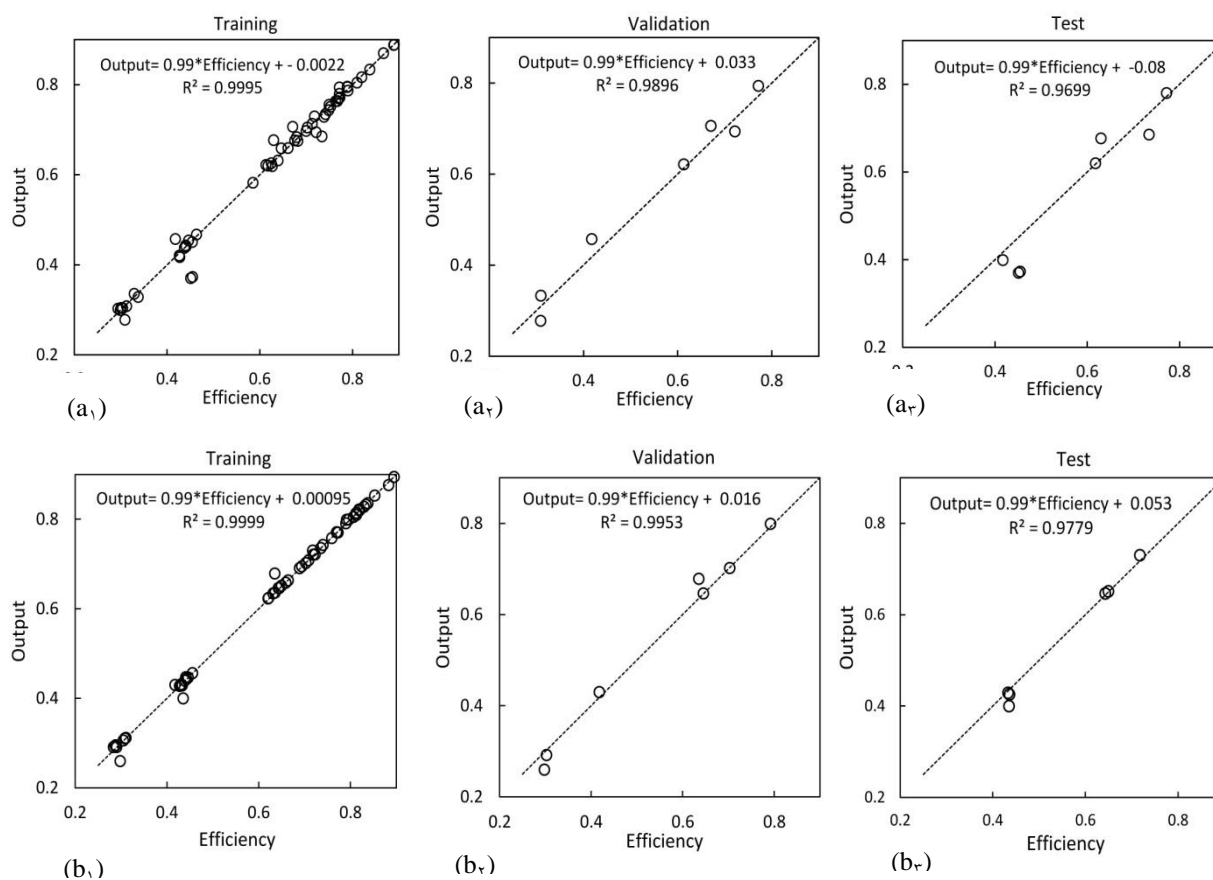 Training
Output= 0.99*Efficiency + - 0.0022
R² = 0.9995
Output
0.8
0.6
0.4
0.2
0.4
0.6
0.8
Efficiency
(a₁)
Validation
Output= 0.99*Efficiency + 0.033
R² = 0.9896
Output
0.8
0.6
0.4
0.2
0.4
0.6
0.8
Efficiency
(a۲)
Test
Output= 0.99*Efficiency + -0.08
R² = 0.9699
Output
0.8
0.6
0.4
0.2
0.2
0.4
0.6
0.8
Efficiency
(a۳)
Training
Output= 0.99*Efficiency + 0.00095
R² = 0.9999
Output
0.8
0.6
0.4
0.2
0.2
0.4
0.6
0.8
Efficiency
(b۱)
Validation
Output= 0.99*Efficiency + 0.016
R² = 0.9953
Output
0.8
0.6
0.4
0.2
0.2
0.4
0.6
0.8
Efficiency
(b۲)
Test
Output= 0.99*Efficiency + 0.053
R² = 0.9779
Output
0.8
0.6
0.4
0.2
0.2
0.4
0.6
0.8
Efficiency
(b۳)